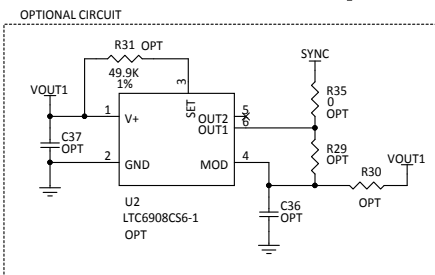 OPTIONAL CIRCUIT
R31 OPT
49.9K
1%
SYNC
VOUT1
3
SET
R35
0
OPT
1
V+
OUT2
5
OUT1
6
C37
OPT
2
GND
MOD
4
R29
OPT
R30
VOUT1
OPT
U2
LTC6908CS6-1
OPT
C36
OPT